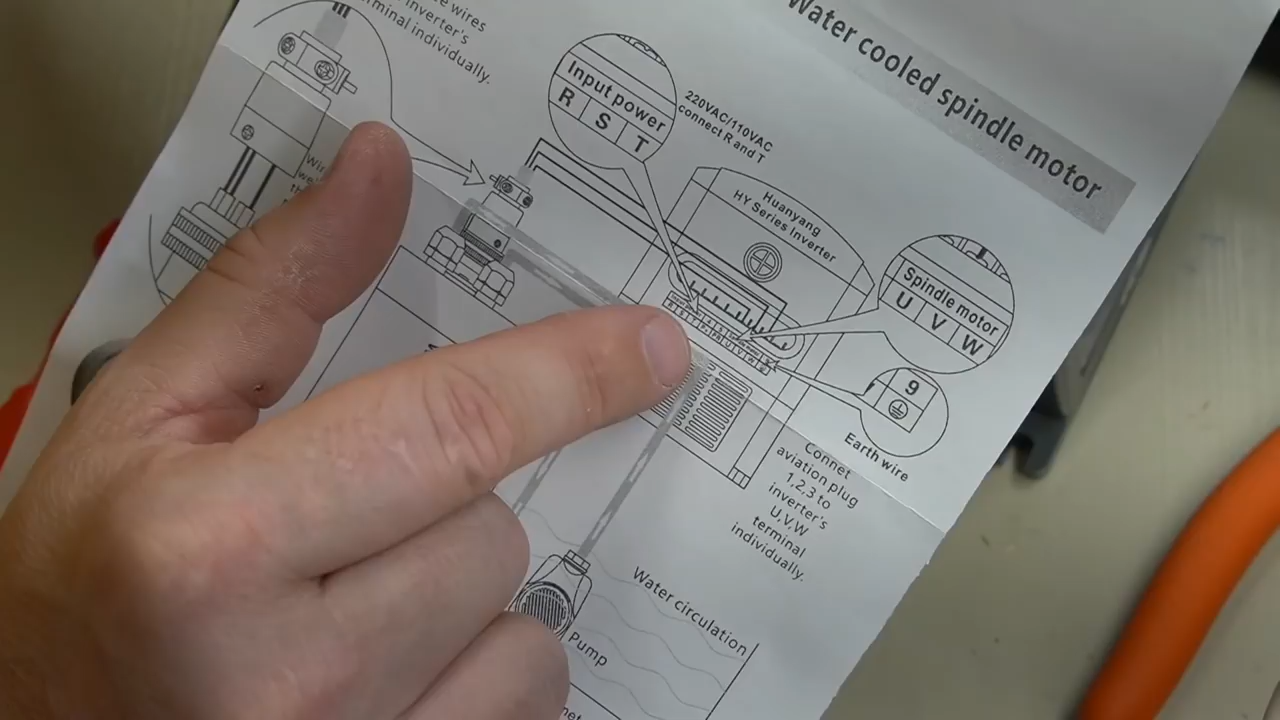 Water cooled spindle motor
wires
inverter's
terminal individually.
Input power
R S T
220VAC/110VAC
connect R and T
Huanyang
HY Series Inverter
Spindle motor
U V W
9
Earth wire
Connet
aviation plug
1,2,3 to
inverter's
U,V,W
terminal
individually.
Water circulation
Pump